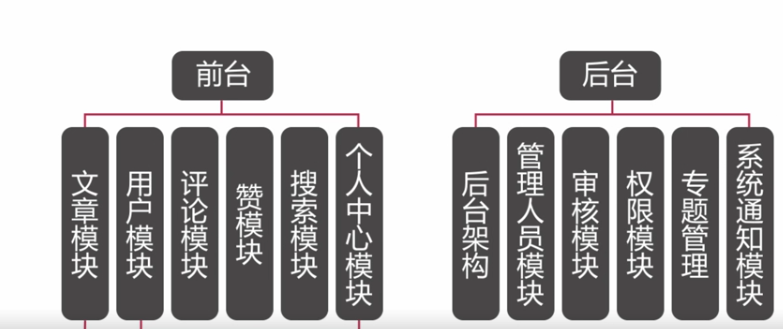 前台
后台
文章模块
用户模块
评论模块
赞模块
搜索模块
个人中心模块
后台架构
管理人员模块
审核模块
权限模块
专题管理
系统通知模块